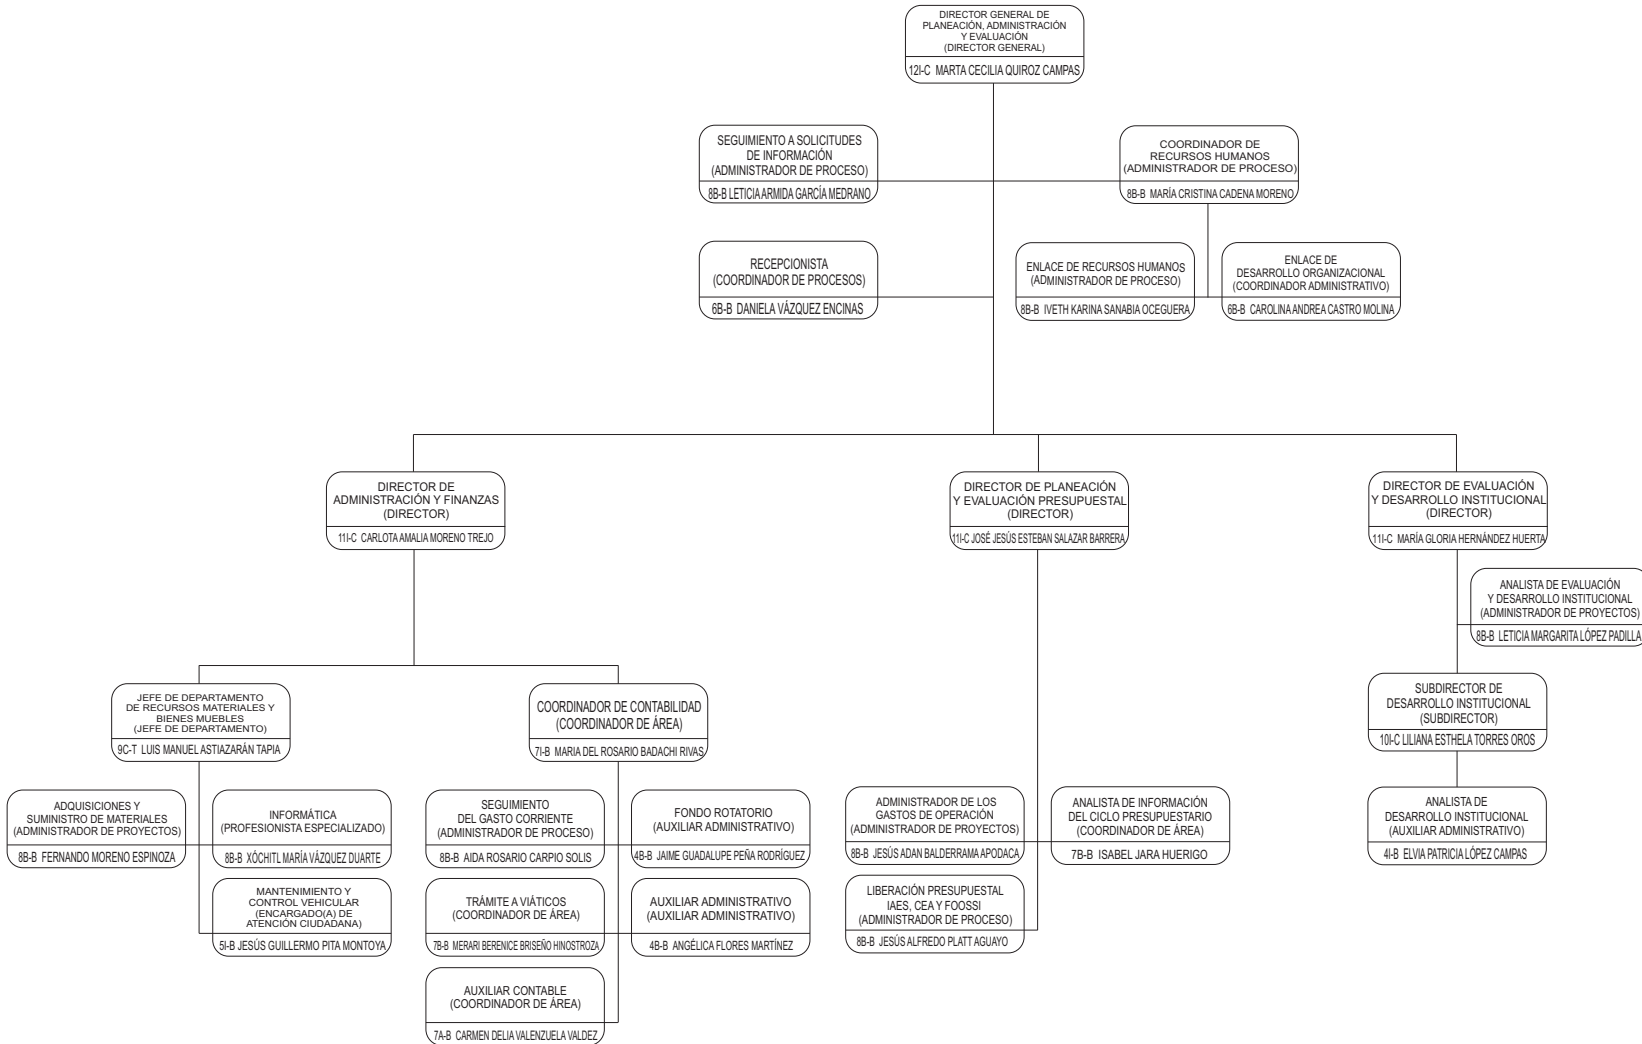 DIRECTOR GENERAL DE
PLANEACIÓN, ADMINISTRACIÓN
Y EVALUACIÓN
(DIRECTOR GENERAL)
12I-C MARTA CECILIA QUIROZ CAMPAS
SEGUIMIENTO A SOLICITUDES
DE INFORMACIÓN
(ADMINISTRADOR DE PROCESO)
8B-B LETICIA ARMIDA GARCÍA MEDRANO
COORDINADOR DE
RECURSOS HUMANOS
(ADMINISTRADOR DE PROCESO)
8B-B MARÍA CRISTINA CADENA MORENO
RECEPCIONISTA
(COORDINADOR DE PROCESOS)
6B-B DANIELA VÁZQUEZ ENCINAS
ENLACE DE RECURSOS HUMANOS
(ADMINISTRADOR DE PROCESO)
8B-B IVETH KARINA SANABIA OCEGUERA
ENLACE DE
DESARROLLO ORGANIZACIONAL
(COORDINADOR ADMINISTRATIVO)
6B-B CAROLINA ANDREA CASTRO MOLINA
DIRECTOR DE
ADMINISTRACIÓN Y FINANZAS
(DIRECTOR)
11I-C CARLOTA AMALIA MORENO TREJO
DIRECTOR DE PLANEACIÓN
Y EVALUACIÓN PRESUPUESTAL
(DIRECTOR)
11I-C JOSÉ JESÚS ESTEBAN SALAZAR BARRERA
DIRECTOR DE EVALUACIÓN
Y DESARROLLO INSTITUCIONAL
(DIRECTOR)
11I-C MARÍA GLORIA HERNÁNDEZ HUERTA
ANALISTA DE EVALUACIÓN
Y DESARROLLO INSTITUCIONAL
(ADMINISTRADOR DE PROYECTOS)
8B-B LETICIA MARGARITA LÓPEZ PADILLA
JEFE DE DEPARTAMENTO
DE RECURSOS MATERIALES Y
BIENES MUEBLES
(JEFE DE DEPARTAMENTO)
9C-T LUIS MANUEL ASTIAZARÁN TAPIA
COORDINADOR DE CONTABILIDAD
(COORDINADOR DE ÁREA)
7I-B MARIA DEL ROSARIO BADACHI RIVAS
SUBDIRECTOR DE
DESARROLLO INSTITUCIONAL
(SUBDIRECTOR)
10I-C LILIANA ESTHELA TORRES OROS
ADQUISICIONES Y
SUMINISTRO DE MATERIALES
(ADMINISTRADOR DE PROYECTOS)
8B-B FERNANDO MORENO ESPINOZA
INFORMÁTICA
(PROFESIONISTA ESPECIALIZADO)
8B-B XÓCHITL MARÍA VÁZQUEZ DUARTE
SEGUIMIENTO
DEL GASTO CORRIENTE
(ADMINISTRADOR DE PROCESO)
8B-B AIDA ROSARIO CARPIO SOLIS
FONDO ROTATORIO
(AUXILIAR ADMINISTRATIVO)
4B-B JAIME GUADALUPE PEÑA RODRÍGUEZ
ADMINISTRADOR DE LOS
GASTOS DE OPERACIÓN
(ADMINISTRADOR DE PROYECTOS)
8B-B JESÚS ADAN BALDERRAMA APODACA
ANALISTA DE INFORMACIÓN
DEL CICLO PRESUPUESTARIO
(COORDINADOR DE ÁREA)
7B-B ISABEL JARA HUERIGO
ANALISTA DE
DESARROLLO INSTITUCIONAL
(AUXILIAR ADMINISTRATIVO)
4I-B ELVIA PATRICIA LÓPEZ CAMPAS
MANTENIMIENTO Y
CONTROL VEHICULAR
(ENCARGADO(A) DE
ATENCIÓN CIUDADANA)
5I-B JESÚS GUILLERMO PITA MONTOYA
TRÁMITE A VIÁTICOS
(COORDINADOR DE ÁREA)
7B-B MERARI BERENICE BRISEÑO HINOSTROZA
AUXILIAR ADMINISTRATIVO
(AUXILIAR ADMINISTRATIVO)
4B-B ANGÉLICA FLORES MARTÍNEZ
LIBERACIÓN PRESUPUESTAL
IAES, CEA Y FOOSSI
(ADMINISTRADOR DE PROCESO)
8B-B JESÚS ALFREDO PLATT AGUAYO
AUXILIAR CONTABLE
(COORDINADOR DE ÁREA)
7A-B CARMEN DELIA VALENZUELA VALDEZ